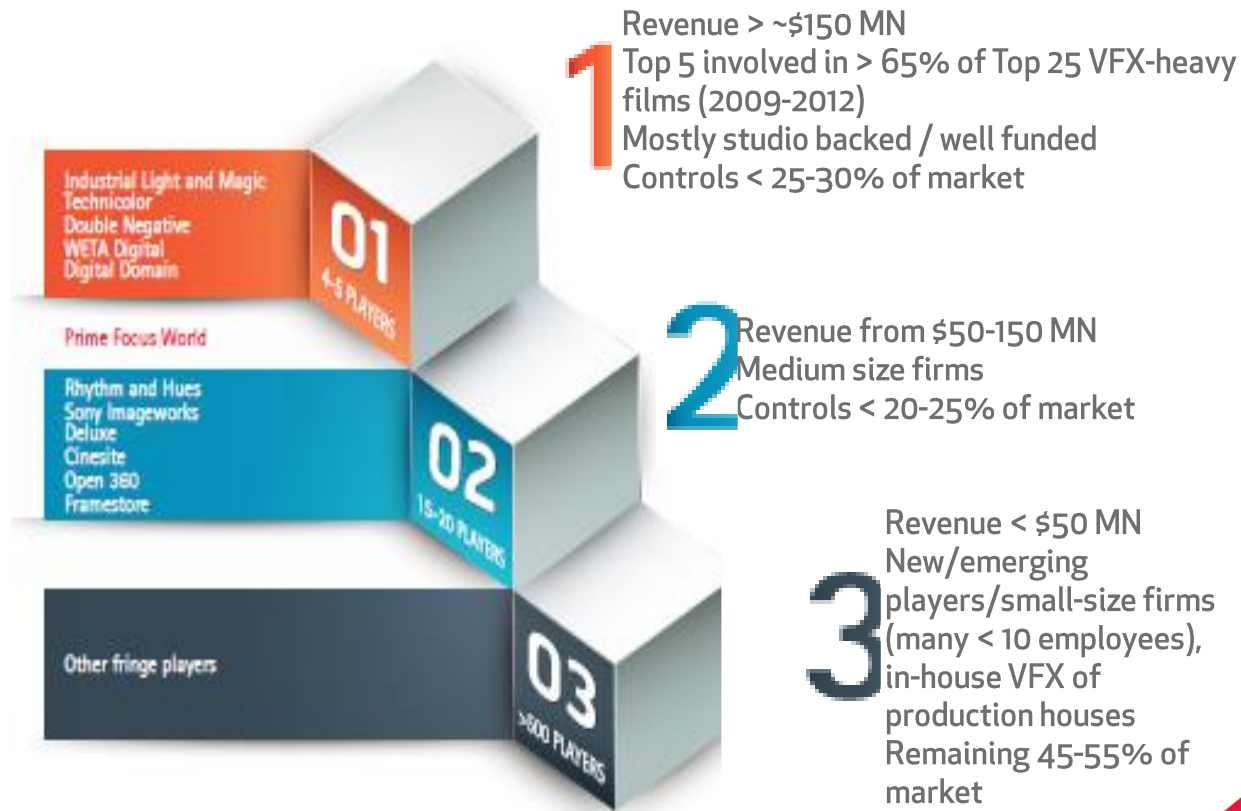 Revenue > ~$150 MN
1
Top 5 involved in > 65% of Top 25 VFX-heavy
films (2009-2012)
Mostly studio backed / well funded
Controls < 25-30% of market
Industrial Light and Magic
Technicolor
Double Negative
WETA Digital
Digital Domain
01
4-5 PLAYERS
Prime Focus World
2
Revenue from $50-150 MN
Medium size firms
Controls < 20-25% of market
Rhythm and Hues
Sony Imageworks
Deluxe
Cinesite
Open 360
Framestore
02
15-20 PLAYERS
3
Revenue < $50 MN
New/emerging
players/small-size firms
(many < 10 employees),
in-house VFX of
production houses
Remaining 45-55% of
market
Other fringe players
03
>500 PLAYERS